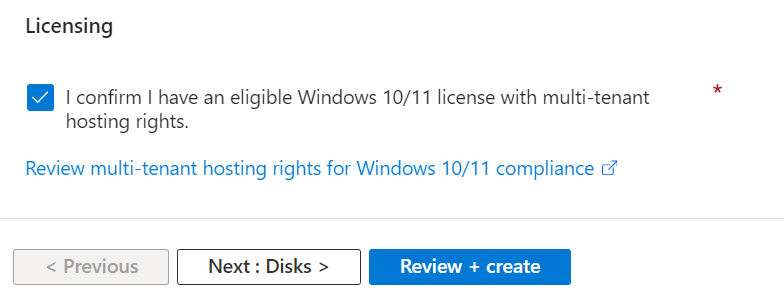 Licensing
I confirm I have an eligible Windows 10/11 license with multi-tenant *
hosting rights.
Review multi-tenant hosting rights for Windows 10/11 compliance
< Previous
Next : Disks >
Review + create